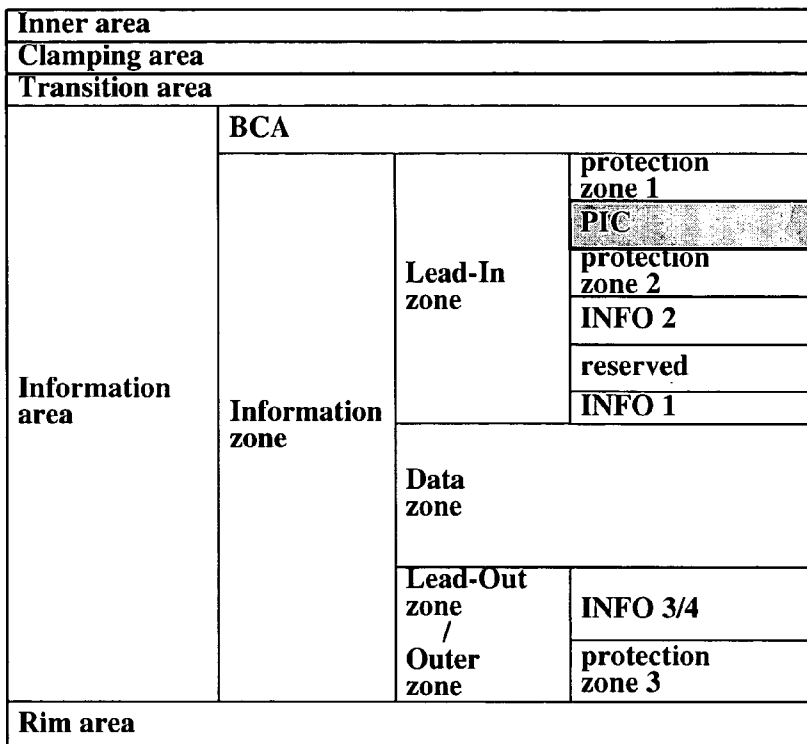 Inner area
Clamping area
Transition area
Information
area
BCA
Information
zone
Lead-In
zone
protection
zone 1
PIC
protection
zone 2
INFO 2
reserved
INFO 1
Data
zone
Lead-Out
zone
/
Outer
zone
INFO 3/4
protection
zone 3
Rim area